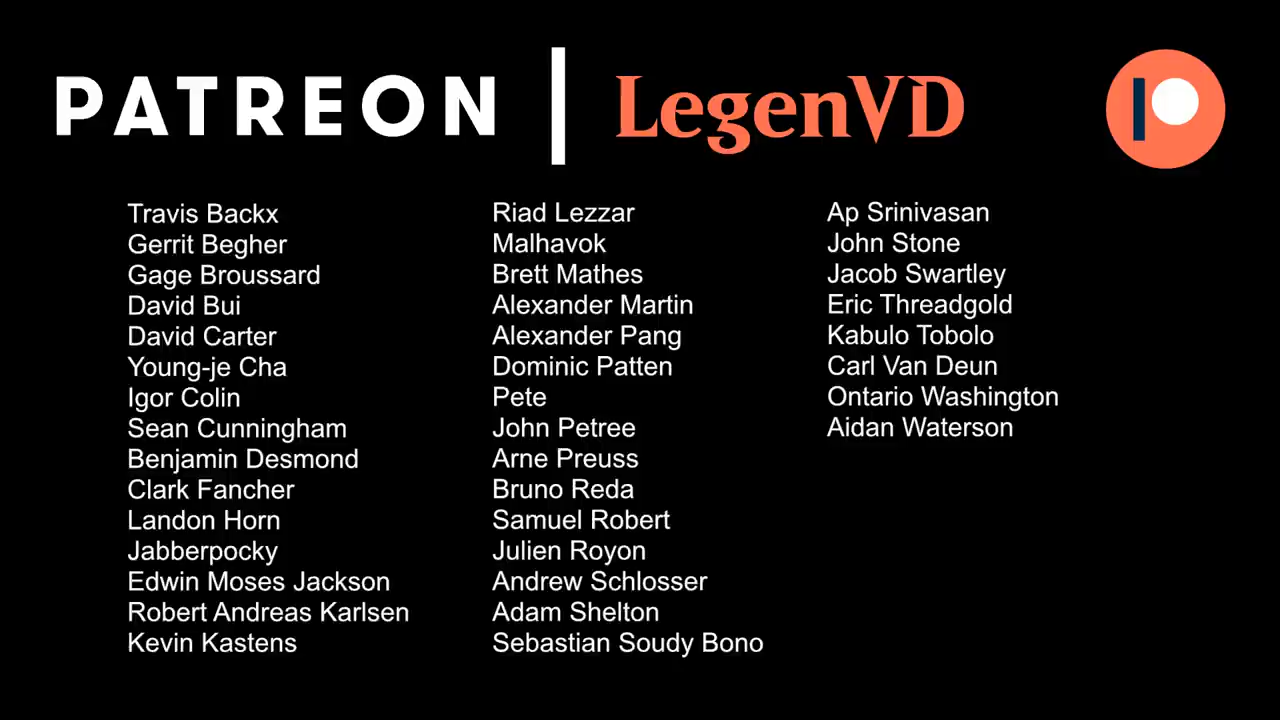 PATREON | LegenVD
Travis Backx
Gerrit Begher
Gage Broussard
David Bui
David Carter
Young-je Cha
Igor Colin
Sean Cunningham
Benjamin Desmond
Clark Fancher
Landon Horn
Jabberpocky
Edwin Moses Jackson
Robert Andreas Karlsen
Kevin Kastens
Riad Lezzar
Malhavok
Brett Mathes
Alexander Martin
Alexander Pang
Dominic Patten
Pete
John Petree
Arne Preuss
Bruno Reda
Samuel Robert
Julien Royon
Andrew Schlosser
Adam Shelton
Sebastian Soudy Bono
Ap Srinivasan
John Stone
Jacob Swartley
Eric Threadgold
Kabulo Tobolo
Carl Van Deun
Ontario Washington
Aidan Waterson